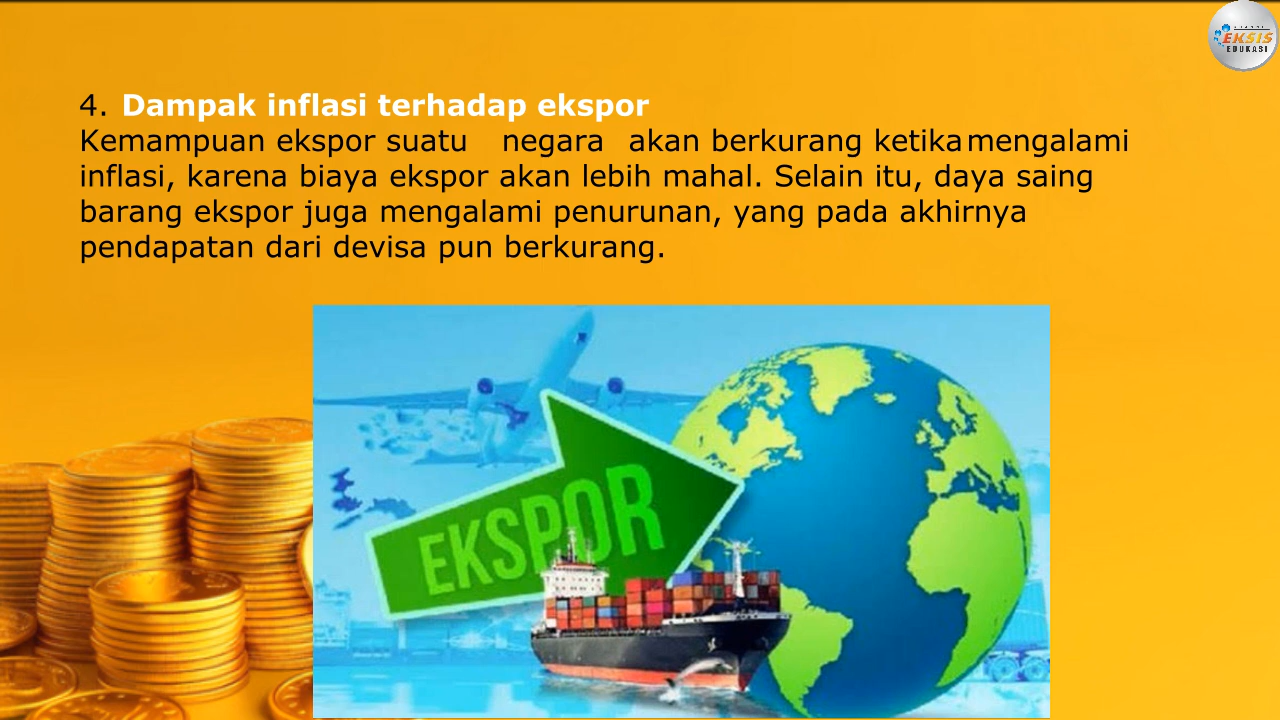 EKSIS
EDUKASI
4. Dampak inflasi terhadap ekspor
Kemampuan ekspor suatu negara akan berkurang ketika mengalami
inflasi, karena biaya ekspor akan lebih mahal. Selain itu, daya saing
barang ekspor juga mengalami penurunan, yang pada akhirnya
pendapatan dari devisa pun berkurang.
EKSPOR